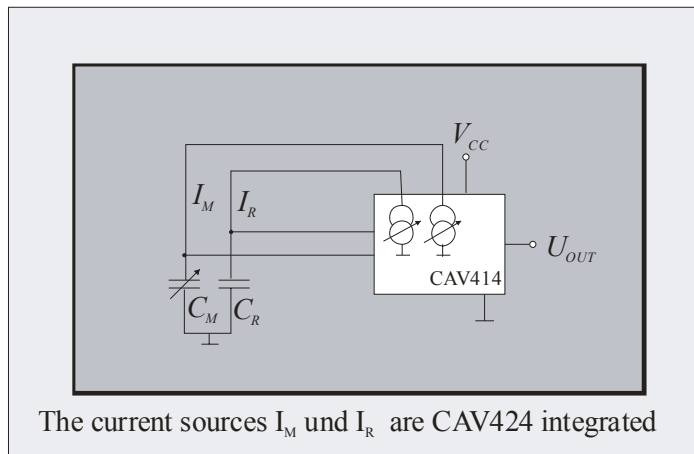 V_CC
I_M I_R
U_OUT
CAV414
C_M C_R
The current sources I_M und I_R are CAV424 integrated